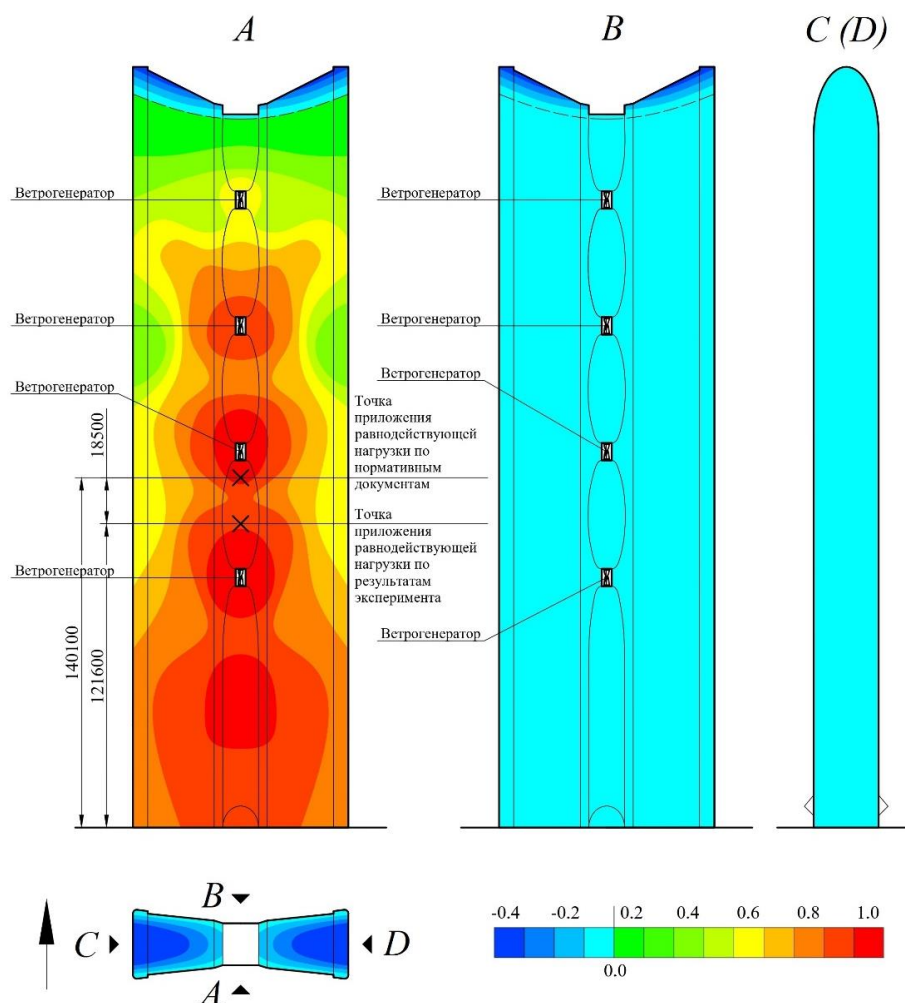 A
B
C (D)
Ветрогенератор
Ветрогенератор
Ветрогенератор
Ветрогенератор
18500
140100
121600
Точка
приложения
равнодействующей
нагрузки по
нормативным
документам
Точка
приложения
равнодействующей
нагрузки по
результатам
эксперимента
Ветрогенератор
Ветрогенератор
Ветрогенератор
Ветрогенератор
B
C
D
A
-0.4 -0.2 0.2 0.4 0.6 0.8 1.0
0.0